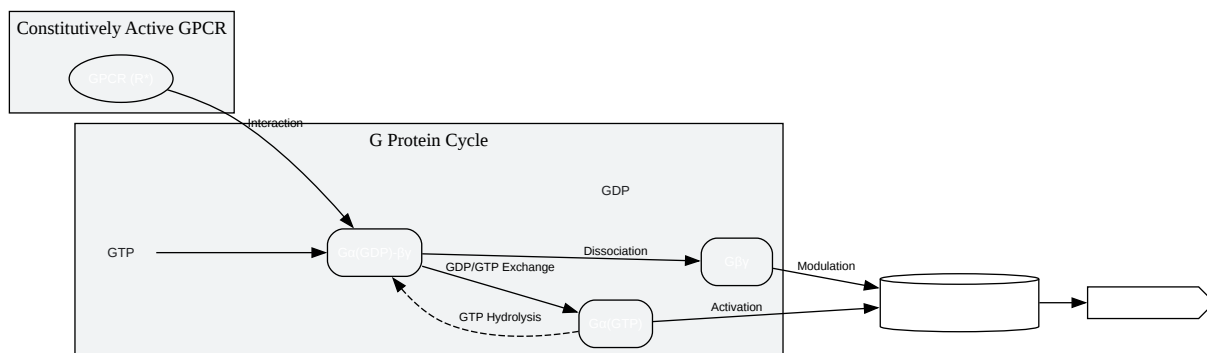 Constitutively Active GPCR
GPCR (R*)
Interaction
G Protein Cycle
GDP
GTP
Gα(GDP)-βγ
Dissociation
Gβγ
GDP/GTP Exchange
Modulation
GTP Hydrolysis
Gα(GTP)
Activation